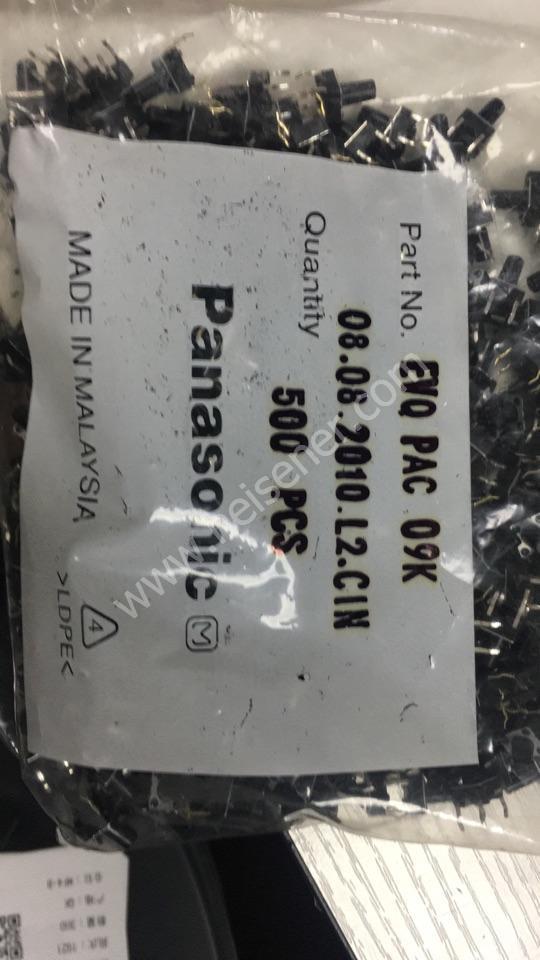 Part No. EVQ PAC 09K
08.06.2010.L2.CIN
Quantity 500 PCS
Panasonic M
MADE IN MALAYSIA
4
>LDPE<
www.heisener.com